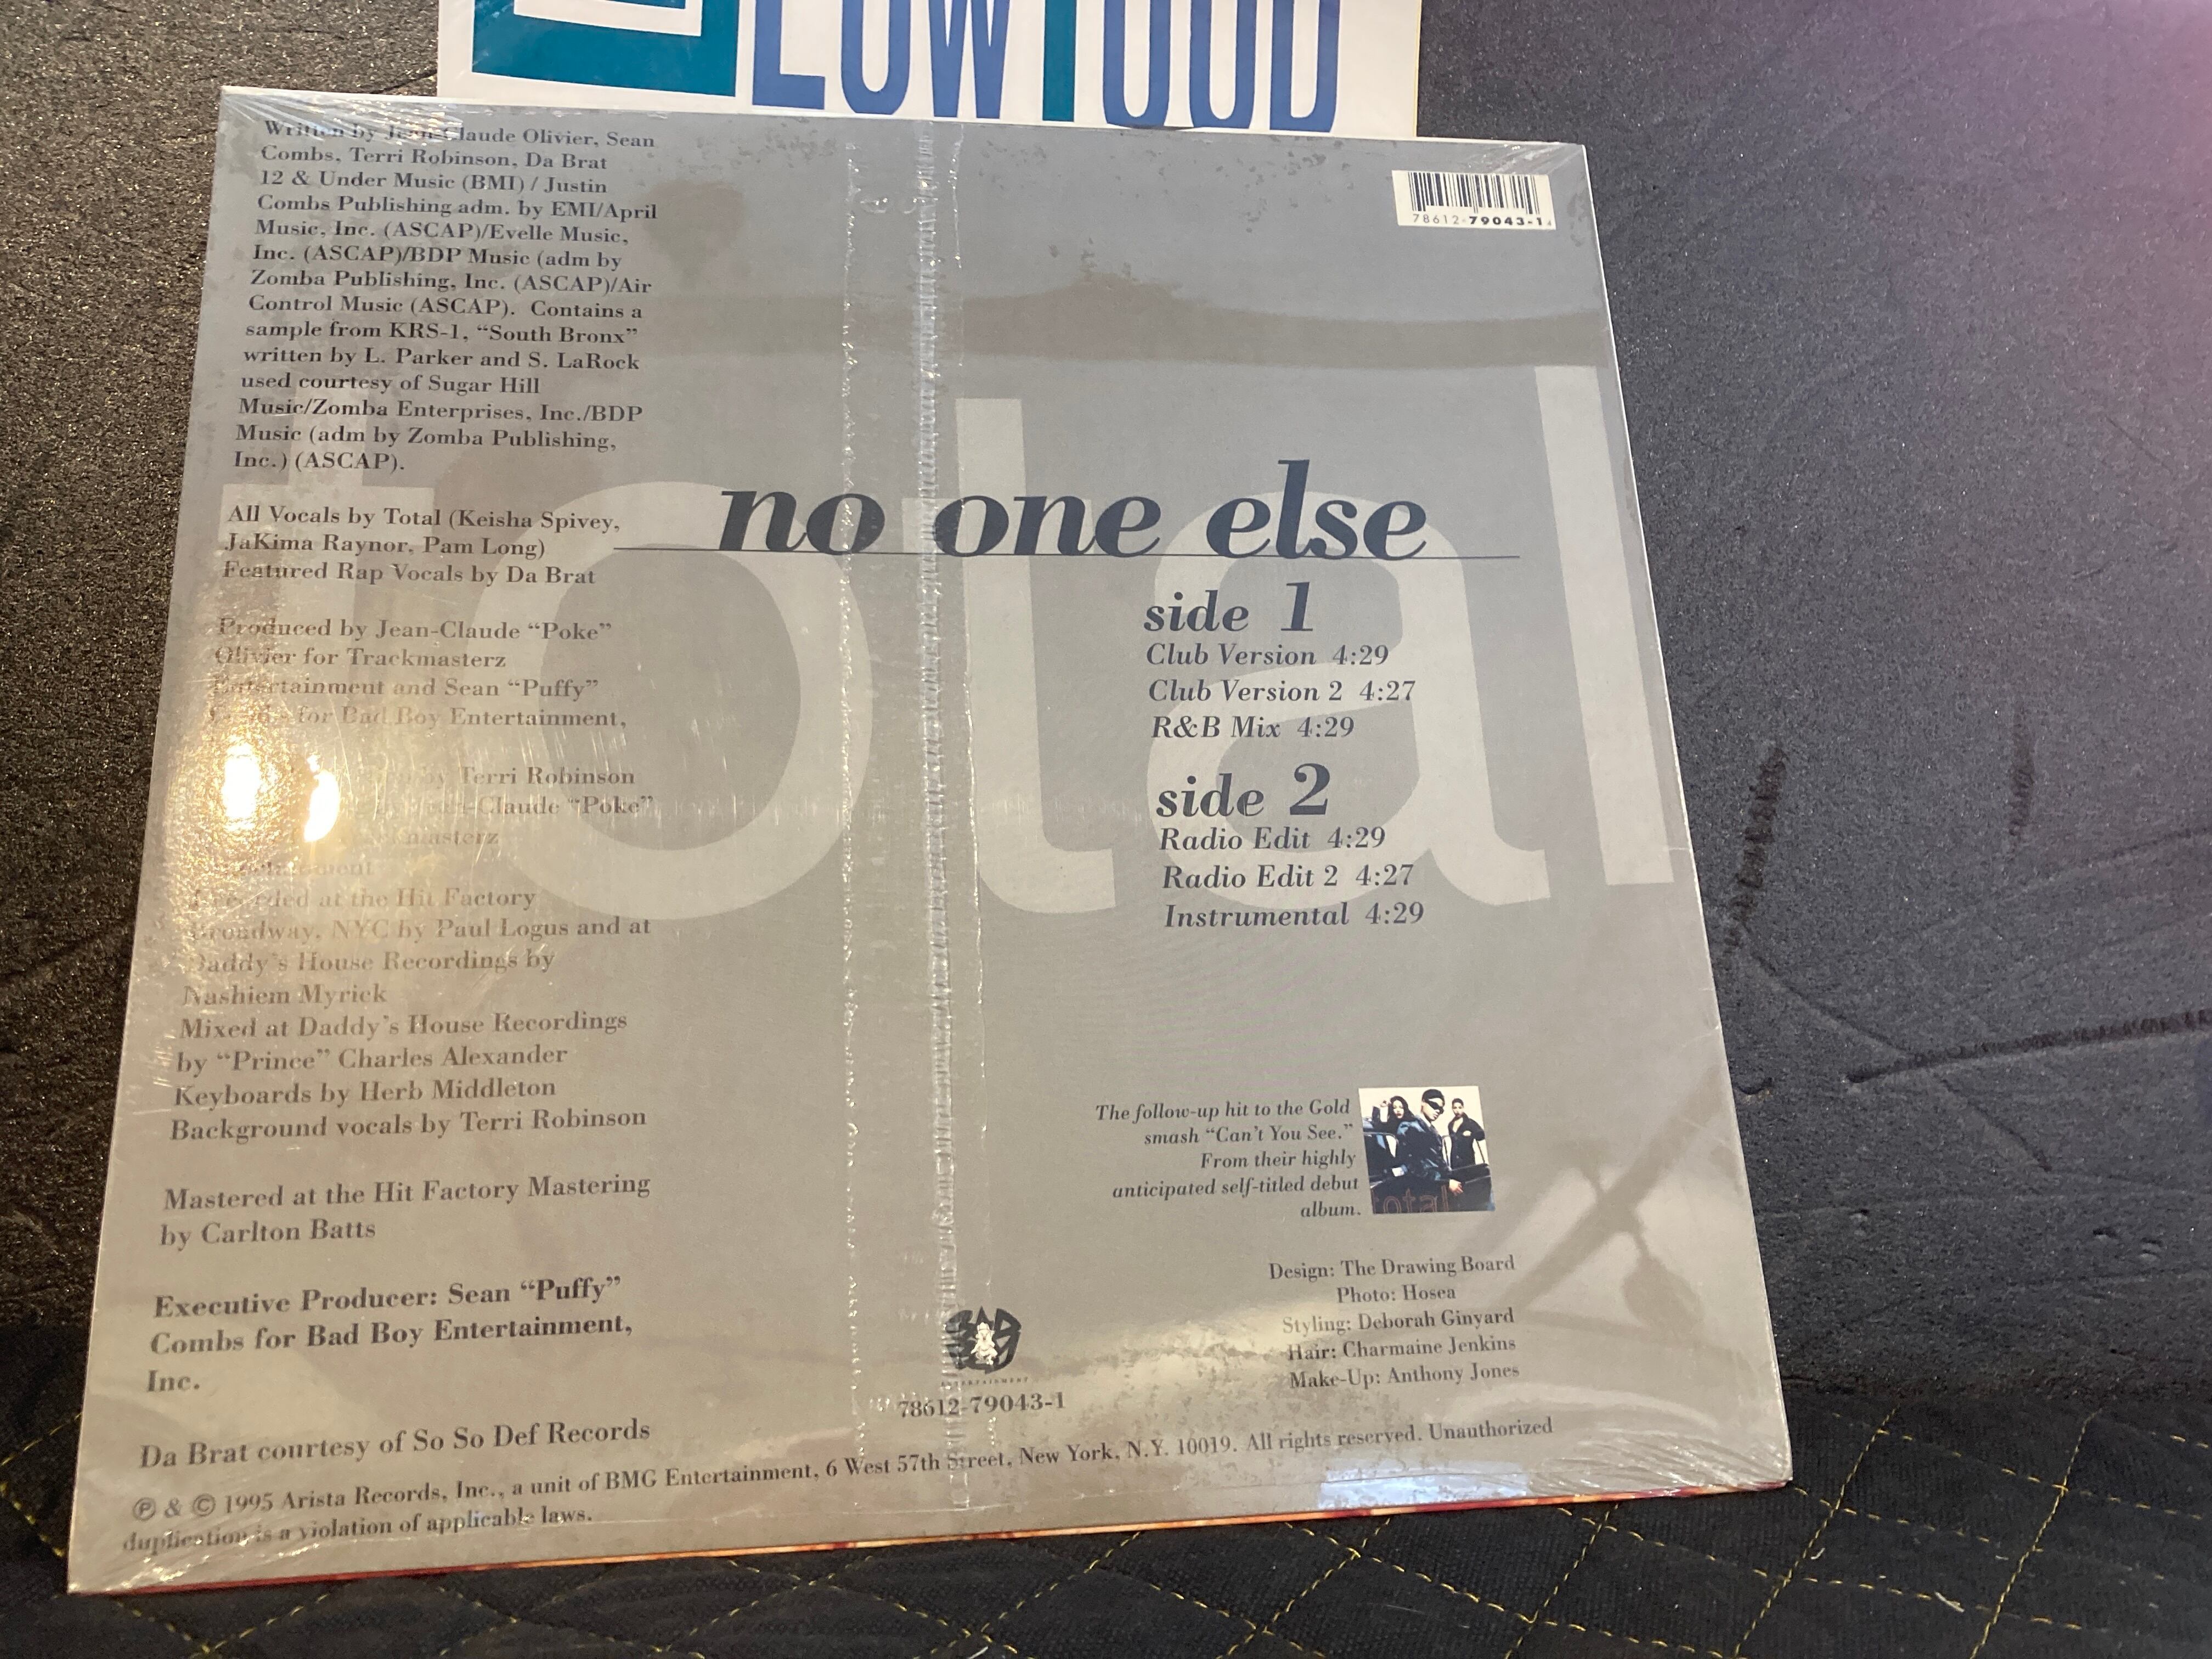 LOWFOOD
Written by Jean-Claude Olivier, Sean
Combs, Terri Robinson, Da Brat
12 & Under Music (BMI) / Justin
Combs Publishing adm. by EMI/April
Music, Inc. (ASCAP)/Evelle Music,
Inc. (ASCAP)/BDP Music (adm by
Zomba Publishing, Inc. (ASCAP)/Air
Control Music (ASCAP). Contains a
sample from KRS-1, “South Bronx”
written by L. Parker and S. LaRock
used courtesy of Sugar Hill
Music/Zomba Enterprises, Inc./BDP
Music (adm by Zomba Publishing,
Inc.) (ASCAP).
All Vocals by Total (Keisha Spivey,
JaKima Raynor, Pam Long)
Featured Rap Vocals by Da Brat
Produced by Jean-Claude “Poke”
Olivier for Trackmasterz
Entertainment and Sean “Puffy”
Combs for Bad Boy Entertainment,
by Terri Robinson
by Jean-Claude “Poke”
Recorded at the Hit Factory
Broadway, NYC by Paul Logus and at
Daddy's House Recordings by
Nashiem Myrick
Mixed at Daddy's House Recordings
by “Prince” Charles Alexander
Keyboards by Herb Middleton
Background vocals by Terri Robinson
Mastered at the Hit Factory Mastering
by Carlton Batts
Executive Producer: Sean “Puffy”
Combs for Bad Boy Entertainment,
Inc.
Da Brat courtesy of So So Def Records
78612-79043-1
total
no one else
side 1
Club Version 4:29
Club Version 2 4:27
R&B Mix 4:29
side 2
Radio Edit 4:29
Radio Edit 2 4:27
Instrumental 4:29
The follow-up hit to the Gold
smash “Can't You See.”
From their highly
anticipated self-titled debut
album.
total
Design: The Drawing Board
Photo: Hosea
Styling: Deborah Ginyard
Hair: Charmaine Jenkins
Make-Up: Anthony Jones
BAD BOY
ENTERTAINMENT
78612-79043-1
℗ & © 1995 Arista Records, Inc., a unit of BMG Entertainment, 6 West 57th Street, New York, N.Y. 10019. All rights reserved. Unauthorized
duplication is a violation of applicable laws.